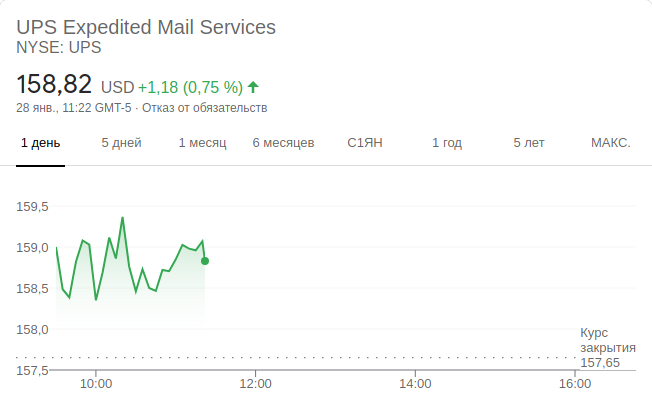 UPS Expedited Mail Services
NYSE: UPS
158,82 USD +1,18 (0,75 %)
28 янв., 11:22 GMT-5 · Отказ от обязательств
1 день 5 дней 1 месяц 6 месяцев С1ЯН 1 год 5 лет МАКС.
159,5
159,0
158,5
158,0
Курс
закрытия
157,65
157,5
10:00 12:00 14:00 16:00